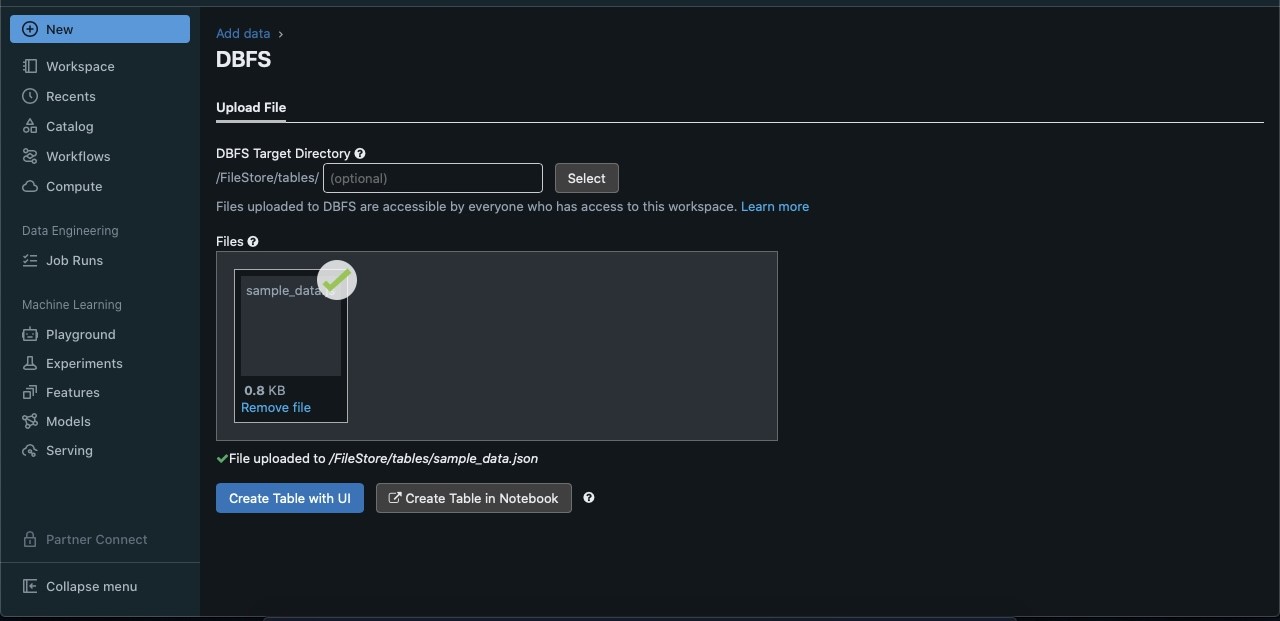 New
Workspace
Recents
Catalog
Workflows
Compute
Data Engineering
Job Runs
Machine Learning
Playground
Experiments
Features
Models
Serving
Partner Connect
Collapse menu
Add data ›
DBFS
Upload File
DBFS Target Directory
/FileStore/tables/ (optional) Select
Files uploaded to DBFS are accessible by everyone who has access to this workspace. Learn more
Files
sample_data
0.8 KB
Remove file
File uploaded to /FileStore/tables/sample_data.json
Create Table with UI Create Table in Notebook